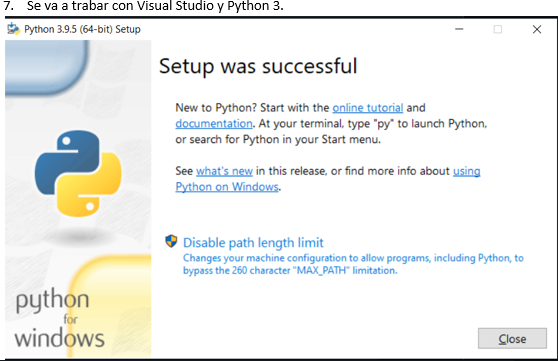 7. Se va a trabar con Visual Studio y Python 3.
Python 3.9.5 (64-bit) Setup
Setup was successful
New to Python? Start with the online tutorial and
documentation. At your terminal, type "py" to launch Python,
or search for Python in your Start menu.
See what's new in this release, or find more info about using
Python on Windows.
Disable path length limit
Changes your machine configuration to allow programs, including Python, to
bypass the 260 character "MAX_PATH" limitation.
python
for
windows
Close